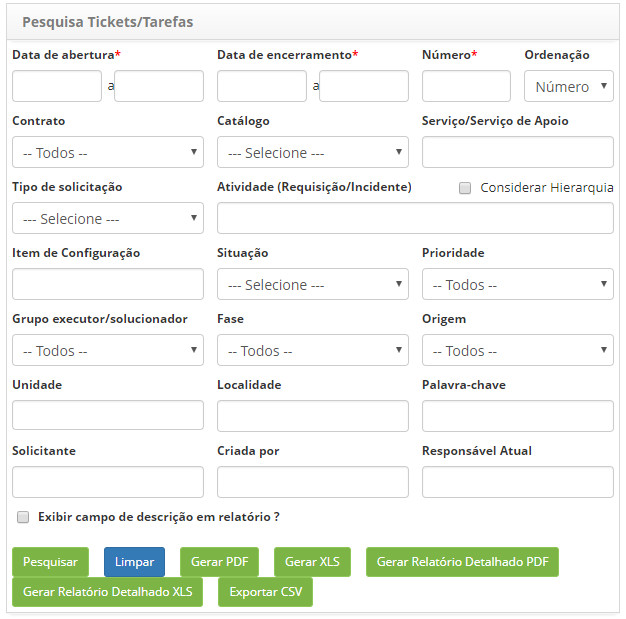 Pesquisa Tickets/Tarefas
Data de abertura* Data de encerramento* Número* Ordenação
a a Número
Contrato Catálogo Serviço/Serviço de Apoio
-- Todos -- --- Selecione ---
Tipo de solicitação Atividade (Requisição/Incidente) Considerar Hierarquia
--- Selecione ---
Item de Configuração Situação Prioridade
--- Selecione --- -- Todos --
Grupo executor/solucionador Fase Origem
-- Todos -- -- Todos -- -- Todos --
Unidade Localidade Palavra-chave
Solicitante Criada por Responsável Atual
Exibir campo de descrição em relatório ?
Pesquisar Limpar Gerar PDF Gerar XLS Gerar Relatório Detalhado PDF
Gerar Relatório Detalhado XLS Exportar CSV